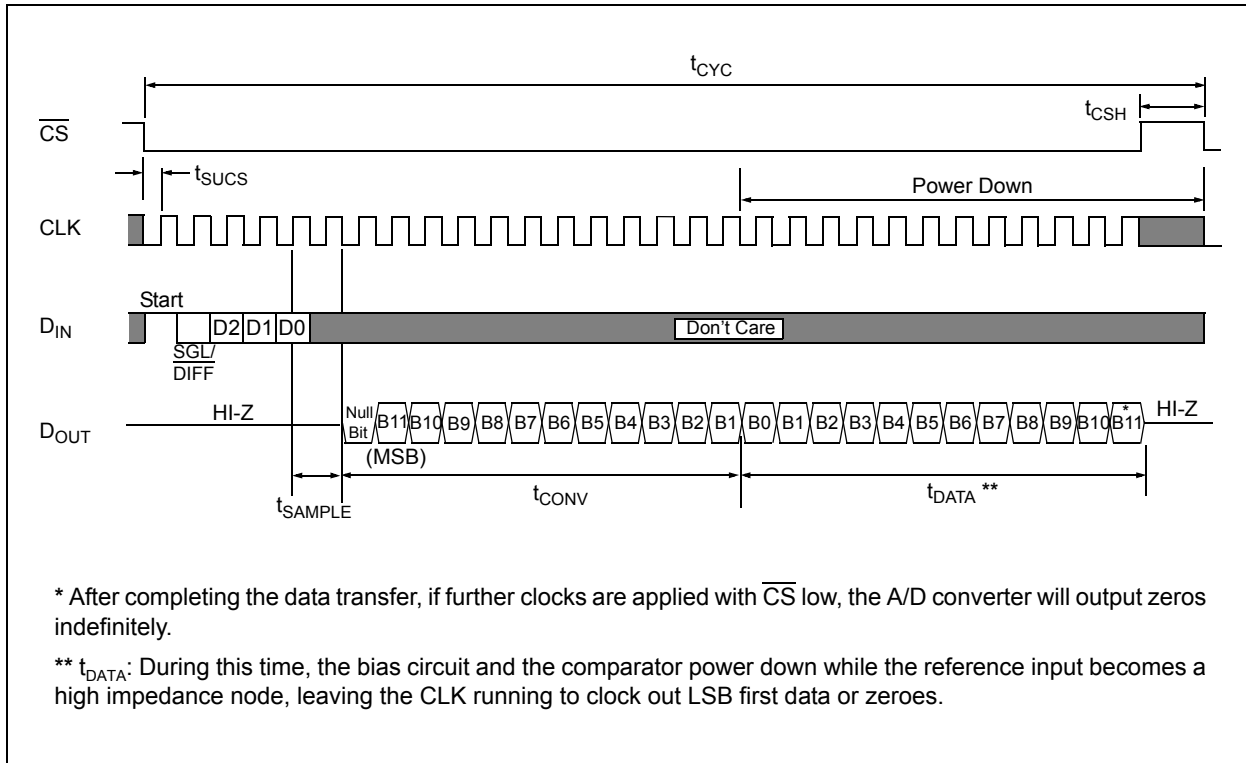 tCYC
tCSH
CS
tSUCS
Power Down
CLK
Start
DIN
D2 D1 D0
Don't Care
SGL/
DIFF
HI-Z
DOUT
Null
Bit
B11 B10 B9 B8 B7 B6 B5 B4 B3 B2 B1 B0 B1 B2 B3 B4 B5 B6 B7 B8 B9 B10 B11
*
HI-Z
(MSB)
tSAMPLE
tCONV
tDATA **
* After completing the data transfer, if further clocks are applied with CS low, the A/D converter will output zeros
indefinitely.
** tDATA: During this time, the bias circuit and the comparator power down while the reference input becomes a
high impedance node, leaving the CLK running to clock out LSB first data or zeroes.